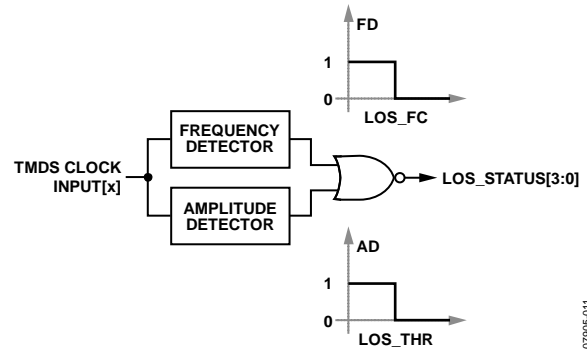 FD
1
0
LOS_FC
FREQUENCY
DETECTOR
TMDS CLOCK
INPUT[x]
LOS_STATUS[3:0]
AMPLITUDE
DETECTOR
AD
1
0
LOS_THR
07905-011